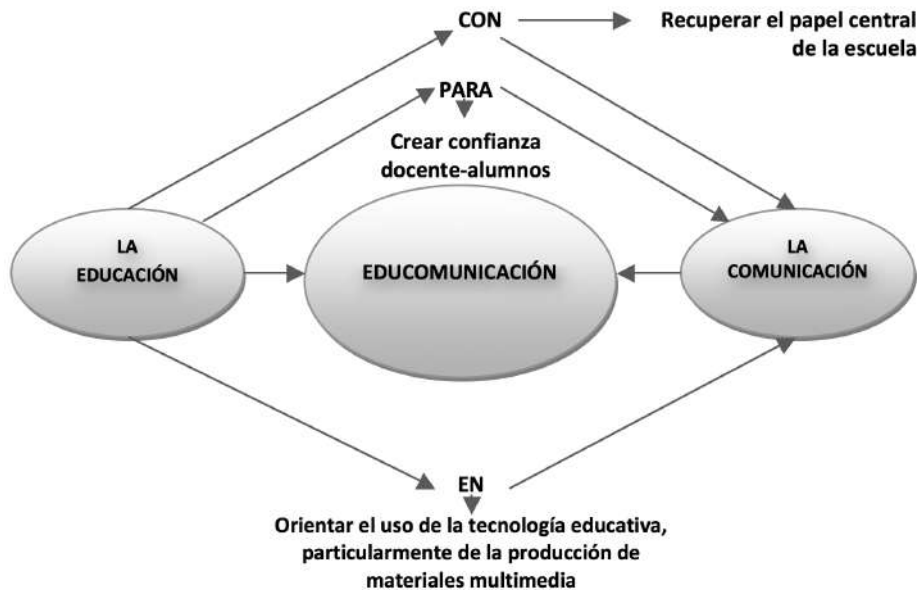 CON
Recuperar el papel central
de la escuela
PARA
Crear confianza
docente-alumnos
LA
EDUCACIÓN
EDUCOMUNICACIÓN
LA
COMUNICACIÓN
EN
Orientar el uso de la tecnología educativa,
particularmente de la producción de
materiales multimedia